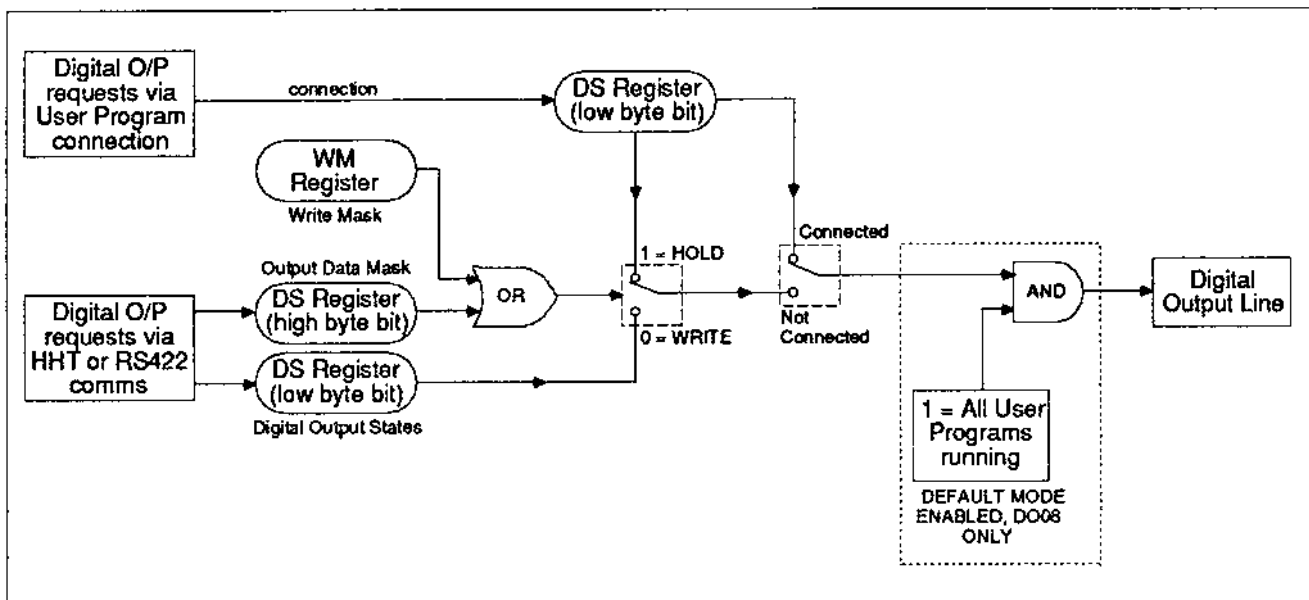 Digital O/P
requests via
User Program
connection
connection
DS Register
(low byte bit)
WM
Register
Write Mask
Output Data Mask
DS Register
(high byte bit)
OR
1 = HOLD
0 = WRITE
Connected
Not
Connected
AND
Digital
Output Line
Digital O/P
requests via
HHT or RS422
comms
DS Register
(low byte bit)
Digital Output States
1 = All User
Programs
running
DEFAULT MODE
ENABLED, DO08
ONLY